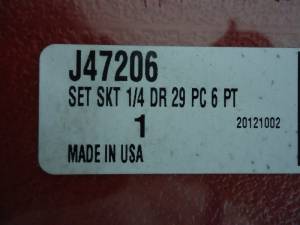 J47206
SET SKT 1/4 DR 29 PC 6 PT
1
20121002
MADE IN USA